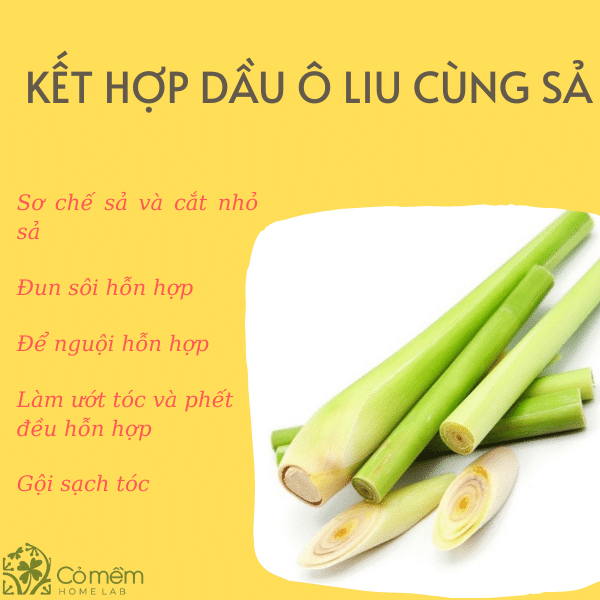 KẾT HỢP DẦU Ô LIU CÙNG SẢ
Sơ chế sả và cắt nhỏ
sả
Đun sôi hỗn hợp
Để nguội hỗn hợp
Làm ướt tóc và phết
đều hỗn hợp
Gội sạch tóc
Cỏ mềm
HOME LAB